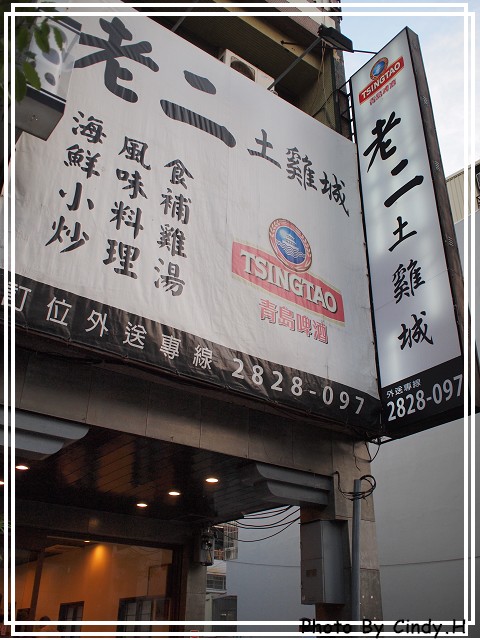 老二土雞城
食補雞湯
風味料理
海鮮小炒
TSINGTAO
青島啤酒
訂位外送專線 2828-097
TSINGTAO
青島啤酒
老二土雞城
外送專線
2828-097
Photo By Cindy.H